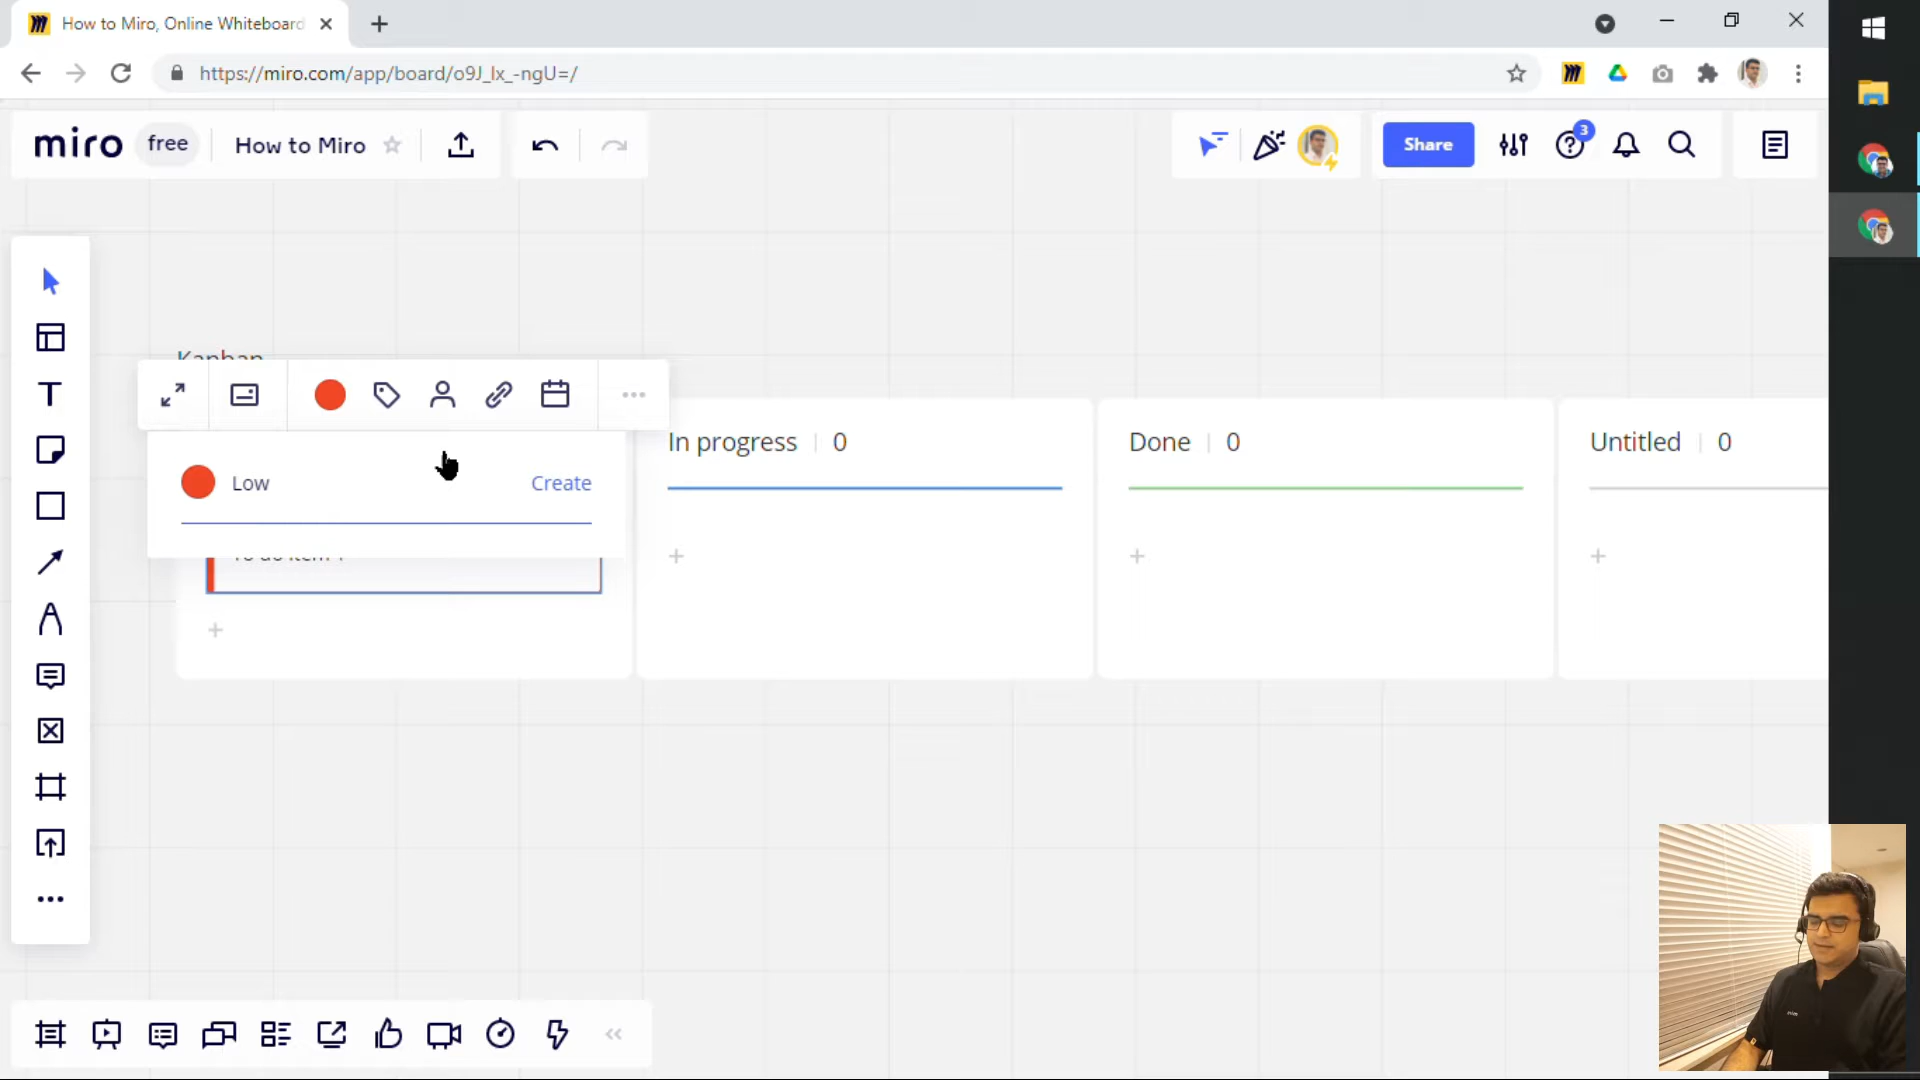 How to Miro, Online Whiteboard
https://miro.com/app/board/o9J_lx_-ngU=/
miro
free
How to Miro
Share
3
Kanban
Low
Create
In progress | 0
Done | 0
Untitled | 0